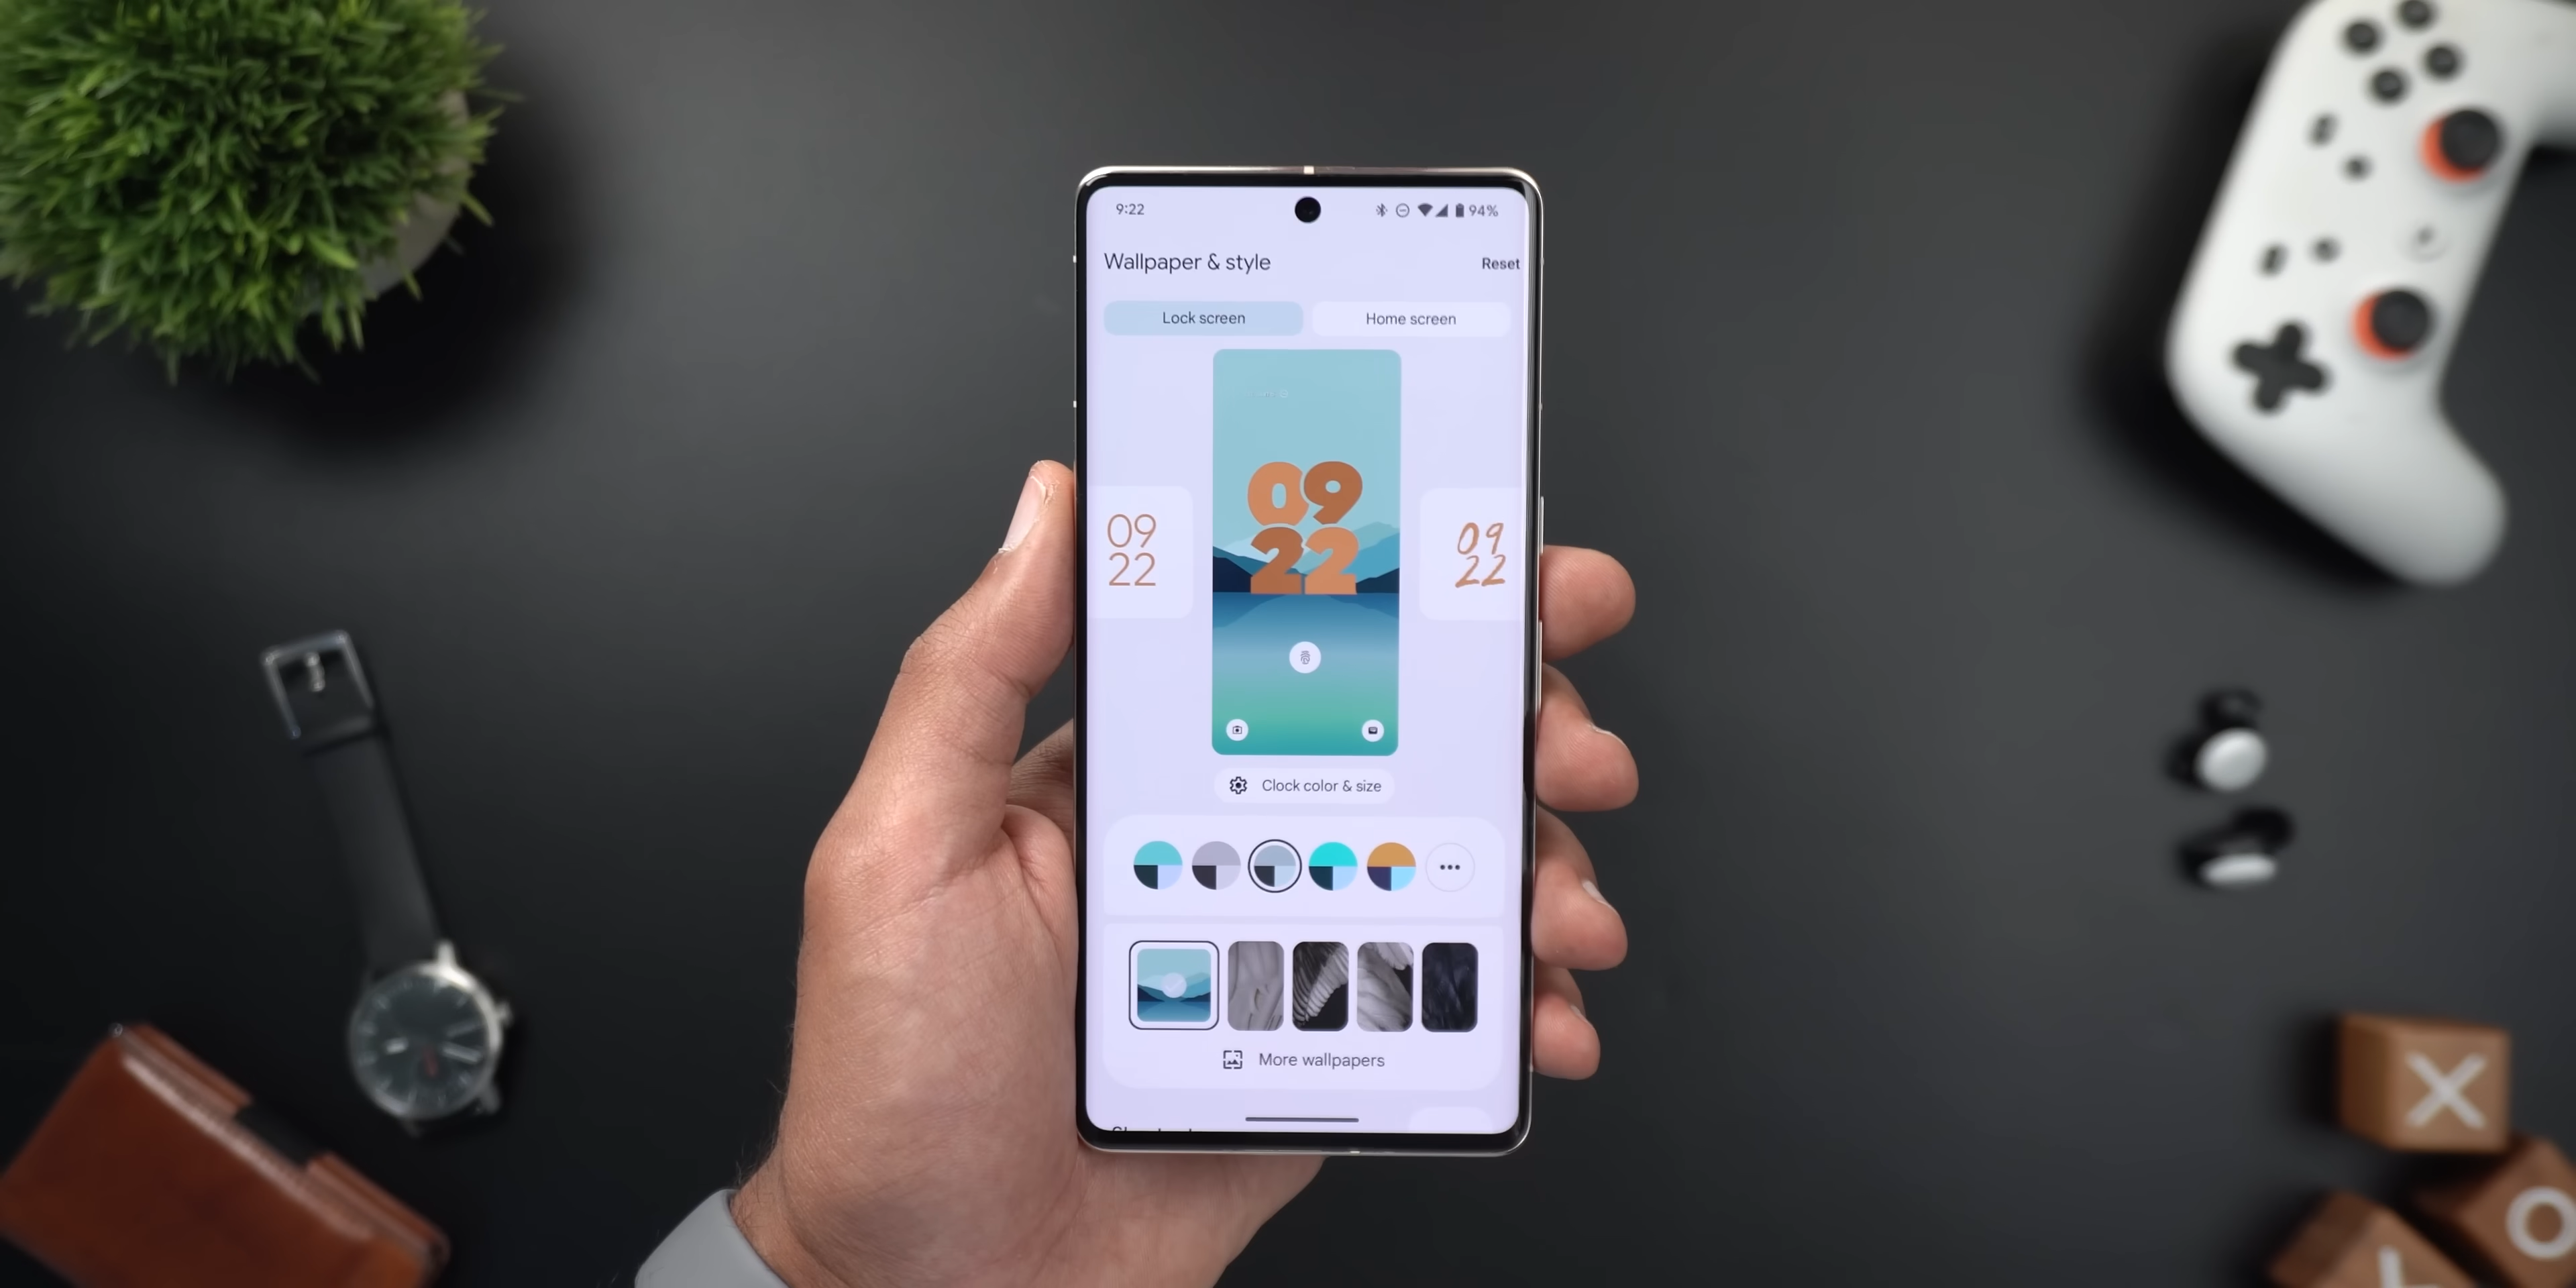 9:22
94%
Wallpaper & style
Reset
Lock screen
Home screen
09
22
09
22
09
22
Clock color & size
More wallpapers
X
O